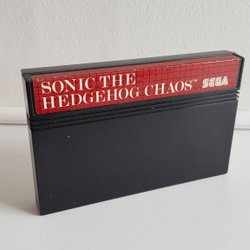 SONIC THE
HEDGEHOG CHAOS™ SEGA